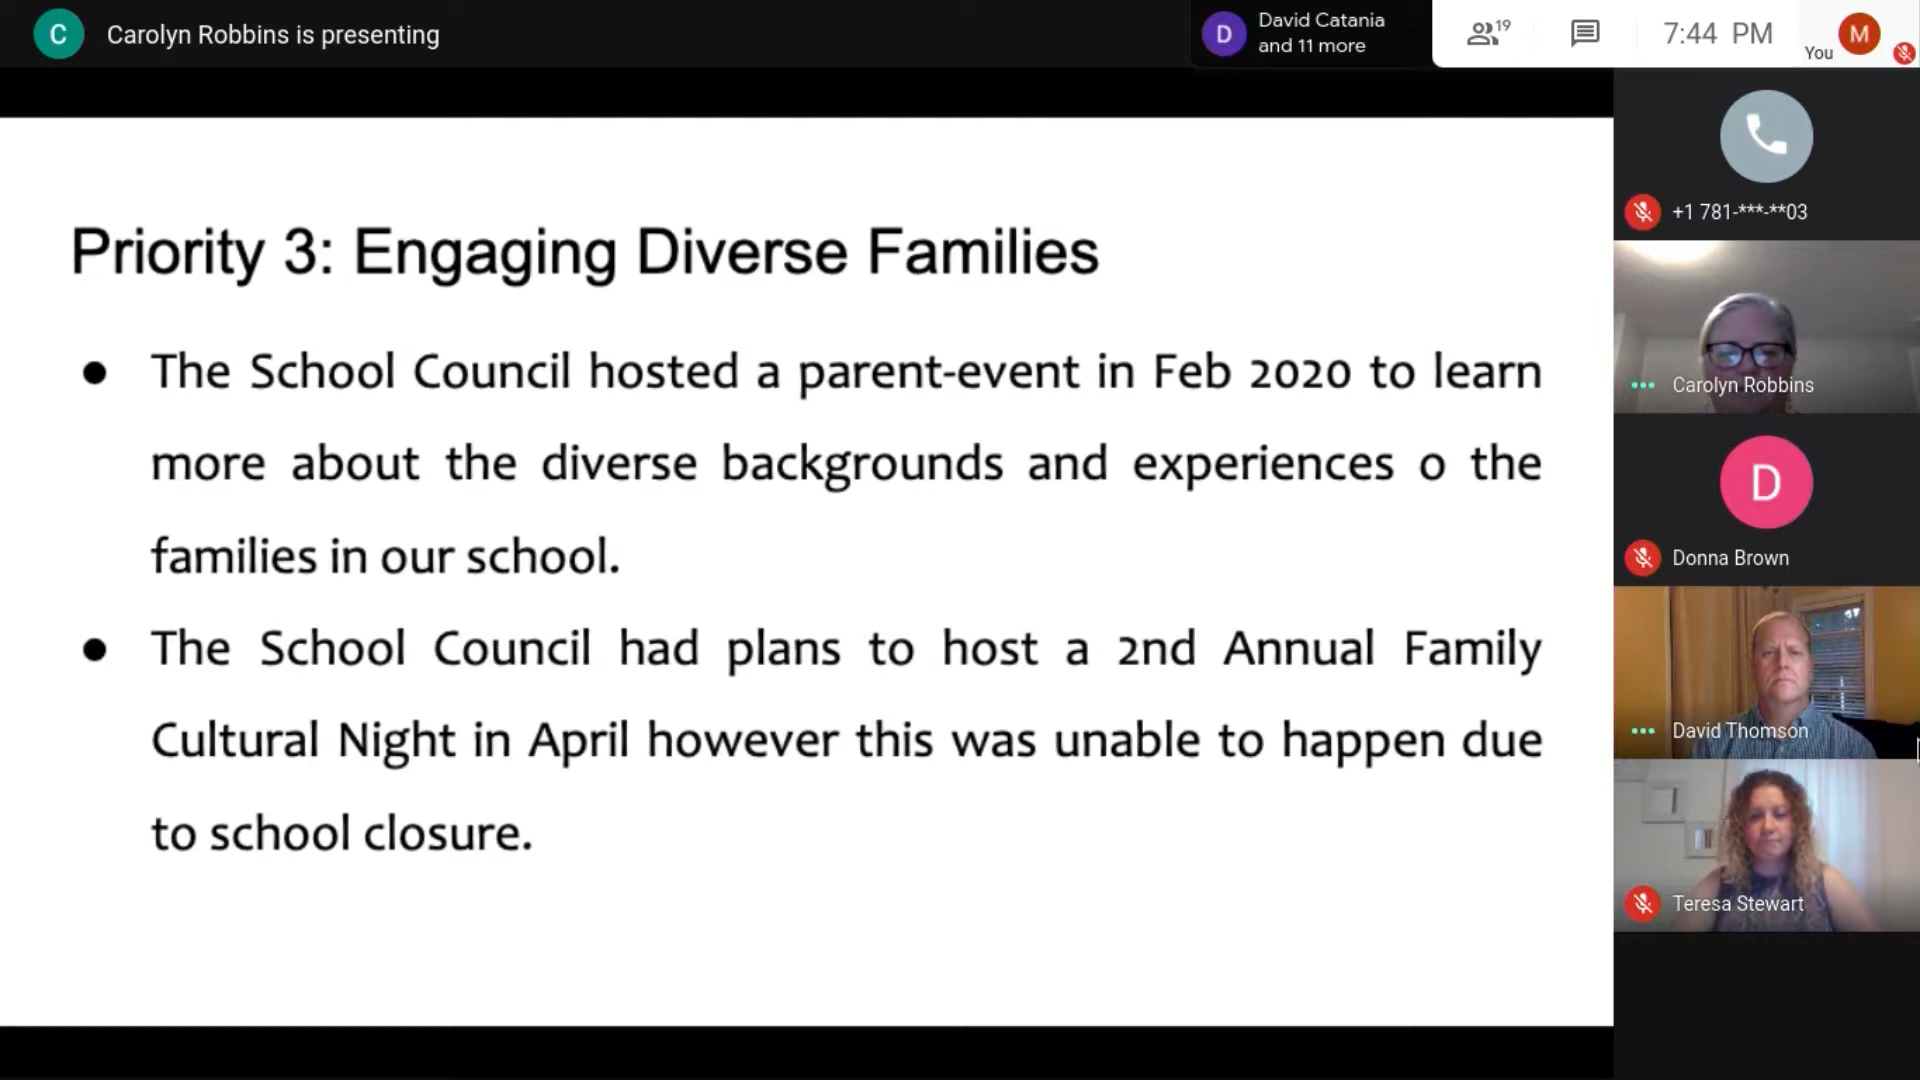 C
Carolyn Robbins is presenting
D
David Catania
and 11 more
19
7:44 PM
You
M
+1 781-***-**03
Carolyn Robbins
D
Donna Brown
David Thomson
Teresa Stewart
Priority 3: Engaging Diverse Families
● The School Council hosted a parent-event in Feb 2020 to learn
more about the diverse backgrounds and experiences o the
families in our school.
● The School Council had plans to host a 2nd Annual Family
Cultural Night in April however this was unable to happen due
to school closure.